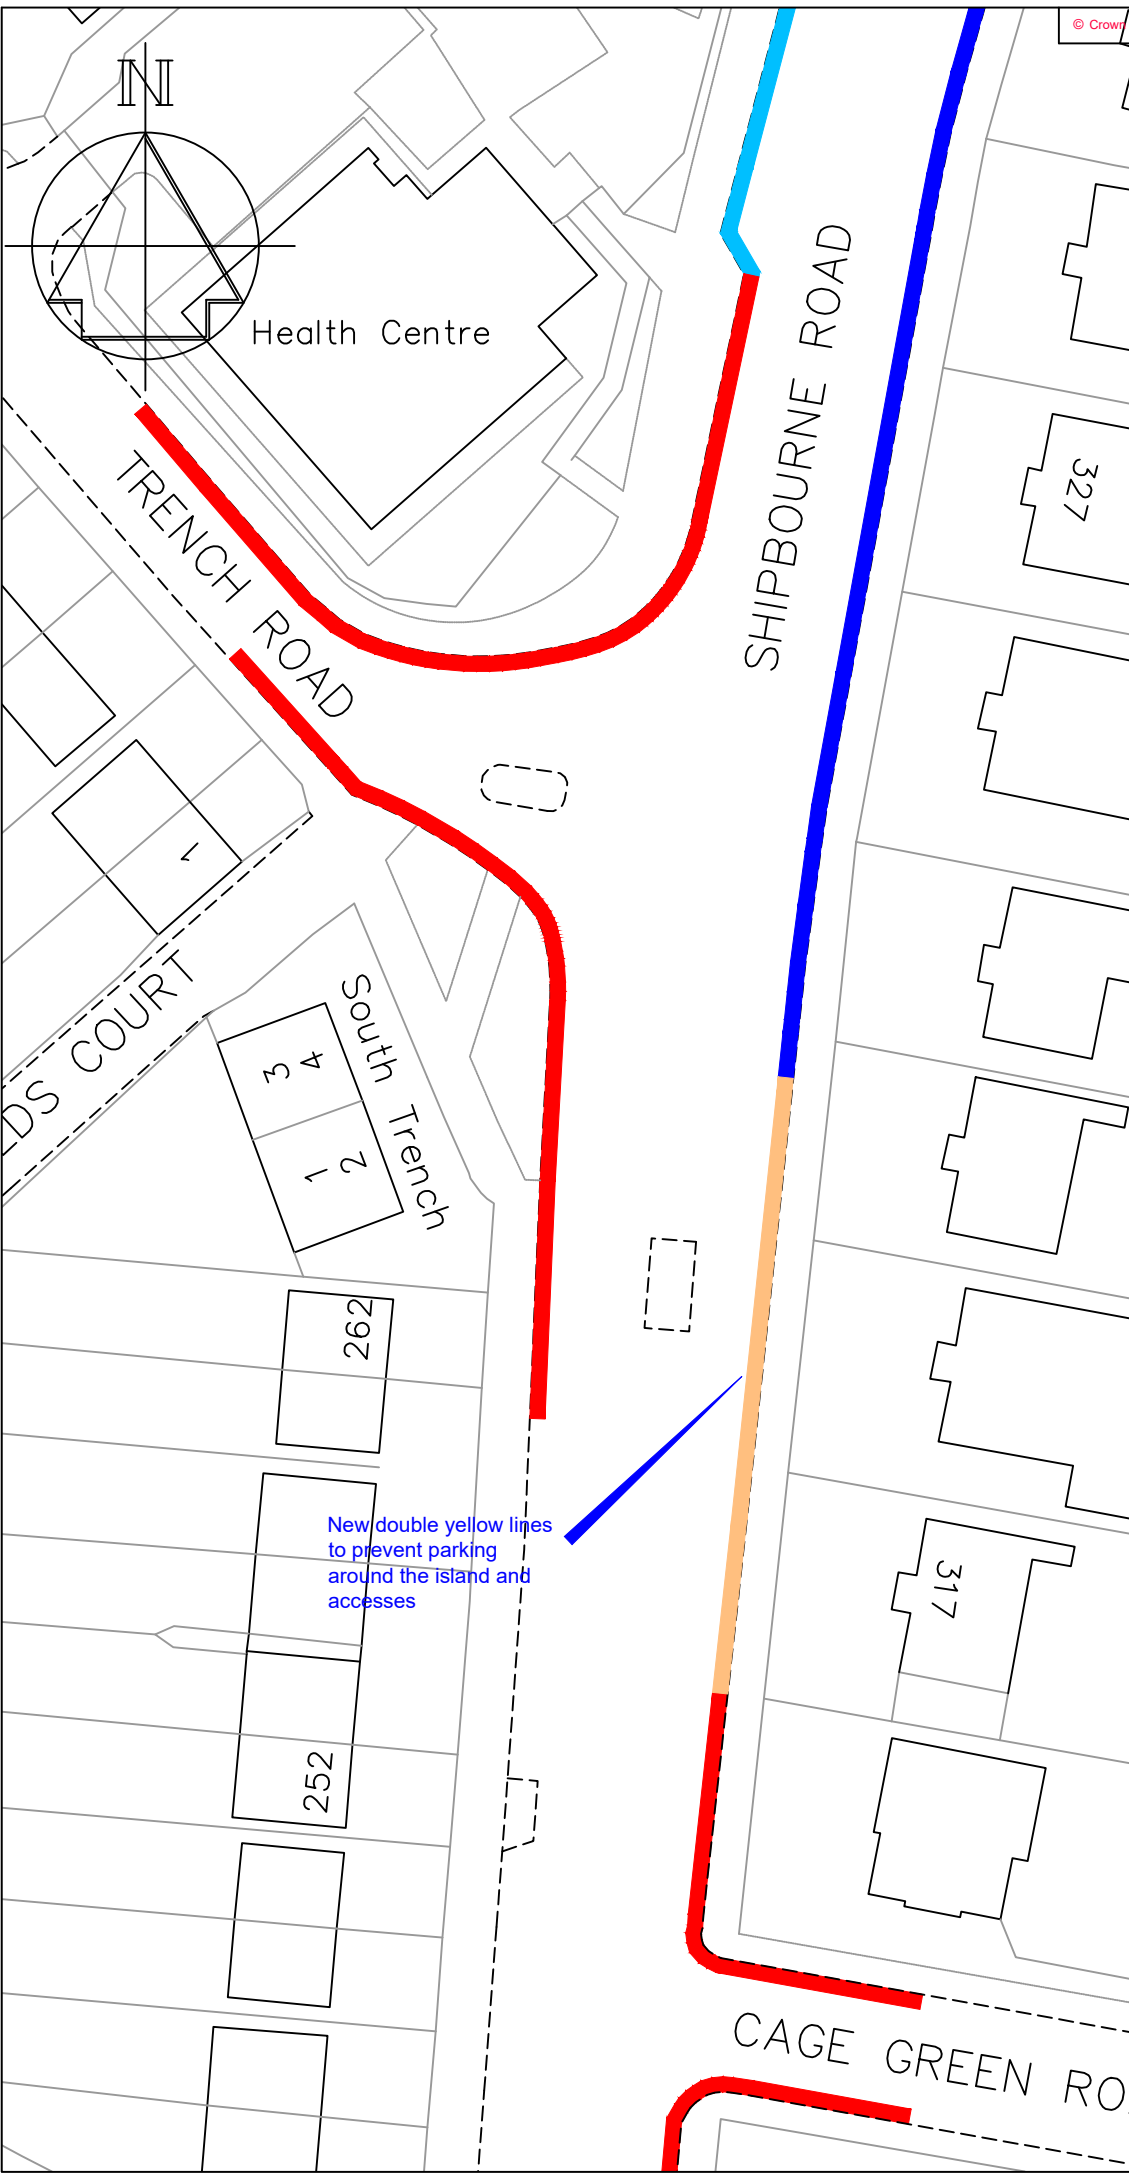 © Crown
N
Health Centre
SHIPBOURNE ROAD
327
TRENCH ROAD
1
DS COURT
South Trench
3 4
1 2
262
New double yellow lines
to prevent parking
around the island and
accesses
317
252
CAGE GREEN RO